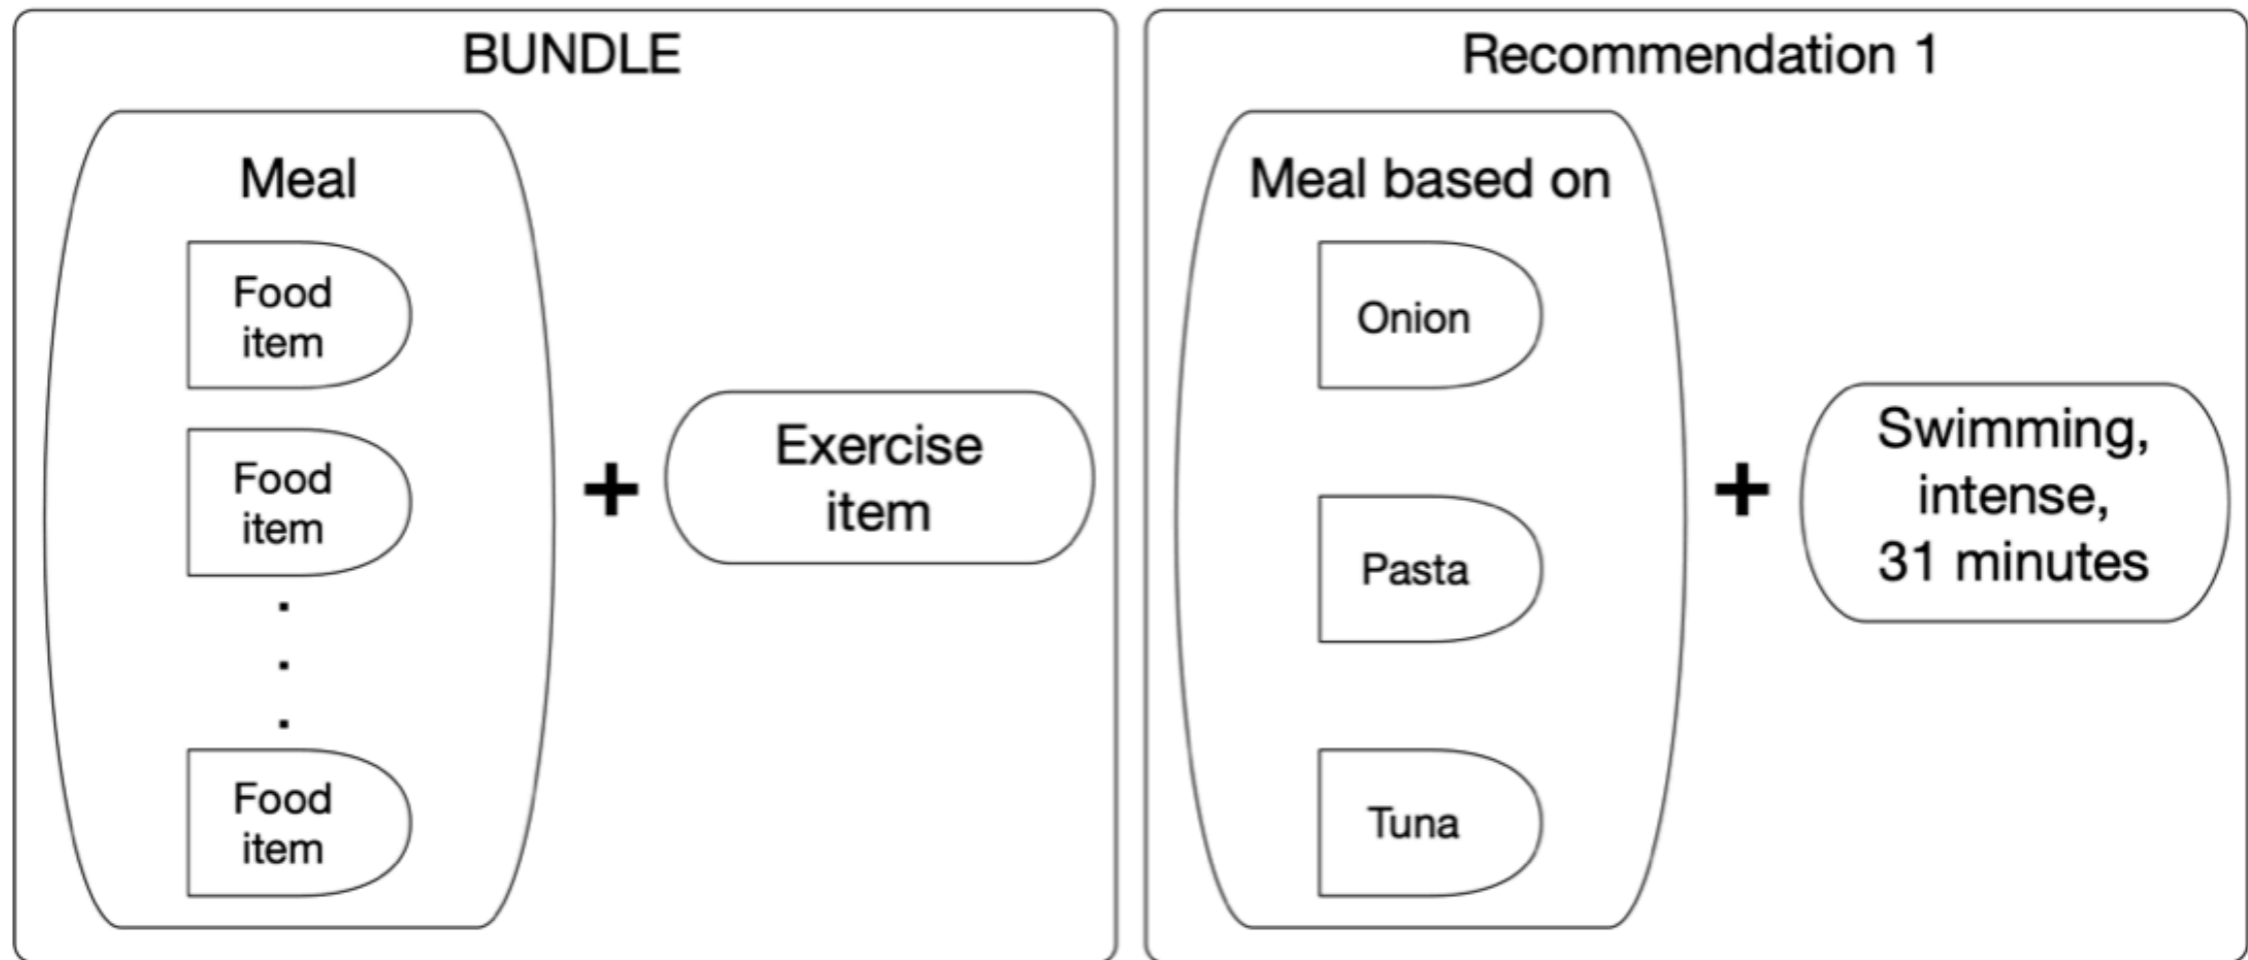 BUNDLE
Meal
Food
item
Food
item
.
.
.
Food
item
+
Exercise
item
Recommendation 1
Meal based on
Onion
Pasta
Tuna
+
Swimming,
intense,
31 minutes